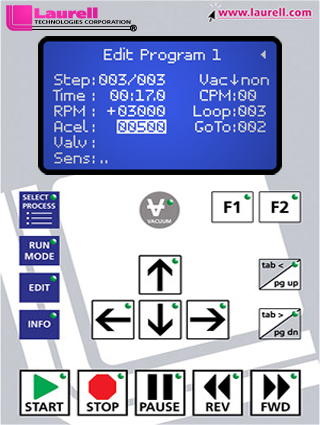 Laurell
TECHNOLOGIES CORPORATION
®
www.laurell.com
Edit Program 1
Step:003/003 Vac↓non
Time : 00:17.0 CPM:00
RPM : +03000 Loop:003
Acel: 00500 GoTo:002
Valv :
Sens: ..
SELECT PROCESS
VACUUM
F1
F2
RUN MODE
EDIT
INFO
tab <
pg up
tab >
pg dn
START
STOP
PAUSE
REV
FWD